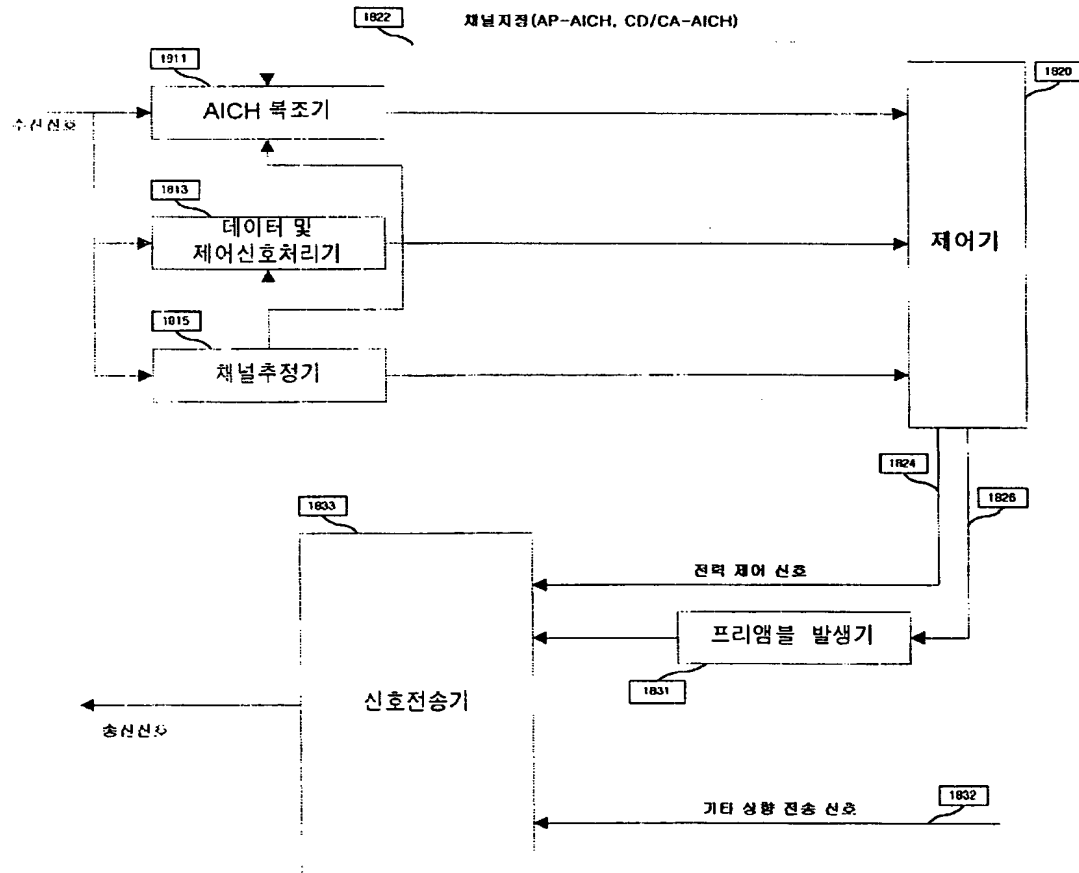 1822
채널지정(AP-AICH, CD/CA-AICH)
1911
1820
AICH 복조기
수신신호
1813
데이터 및
제어신호처리기
제어기
1815
채널추정기
1824
1826
1833
전력 제어 신호
프리앰블 발생기
1831
신호전송기
송신신호
기타 상향 전송 신호
1832